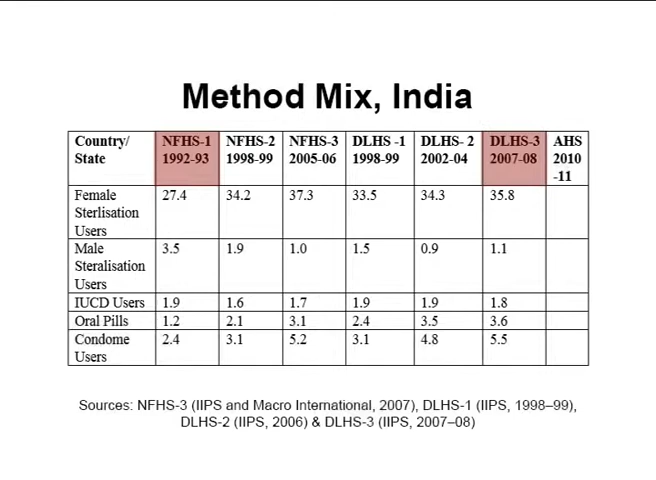 Method Mix, India
Country/ NFHS-1 NFHS-2 NFHS-3 DLHS -1 DLHS- 2 DLHS-3 AHS
State 1992-93 1998-99 2005-06 1998-99 2002-04 2007-08 2010
-11
Female 27.4 34.2 37.3 33.5 34.3 35.8
Sterlisation
Users
Male 3.5 1.9 1.0 1.5 0.9 1.1
Steralisation
Users
IUCD Users 1.9 1.6 1.7 1.9 1.9 1.8
Oral Pills 1.2 2.1 3.1 2.4 3.5 3.6
Condome 2.4 3.1 5.2 3.1 4.8 5.5
Users
Sources: NFHS-3 (IIPS and Macro International, 2007), DLHS-1 (IIPS, 1998–99),
DLHS-2 (IIPS, 2006) & DLHS-3 (IIPS, 2007–08)